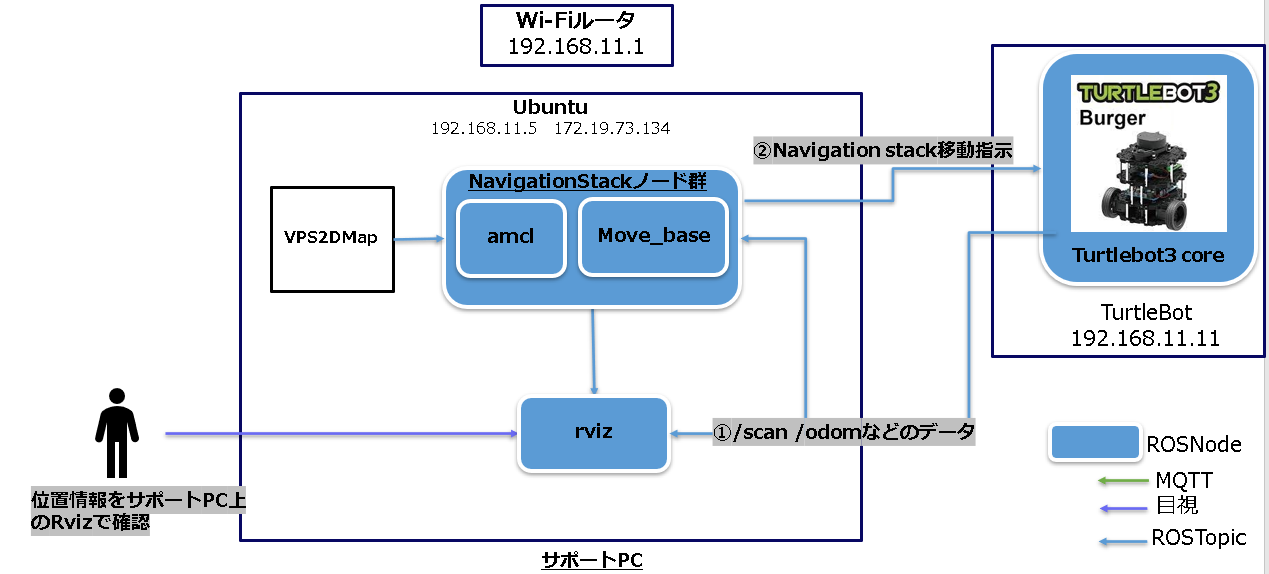 Wi-Fiルータ
192.168.11.1
Ubuntu
192.168.11.5 172.19.73.134
②Navigation stack移動指示
TURTLEBOT3
Burger
NavigationStackノード群
VPS2DMap
amcl
Move_base
Turtlebot3 core
TurtleBot
192.168.11.11
rviz
①/scan /odomなどのデータ
ROSNode
MQTT
目視
ROSTopic
位置情報をサポートPC上
のRvizで確認
サポートPC